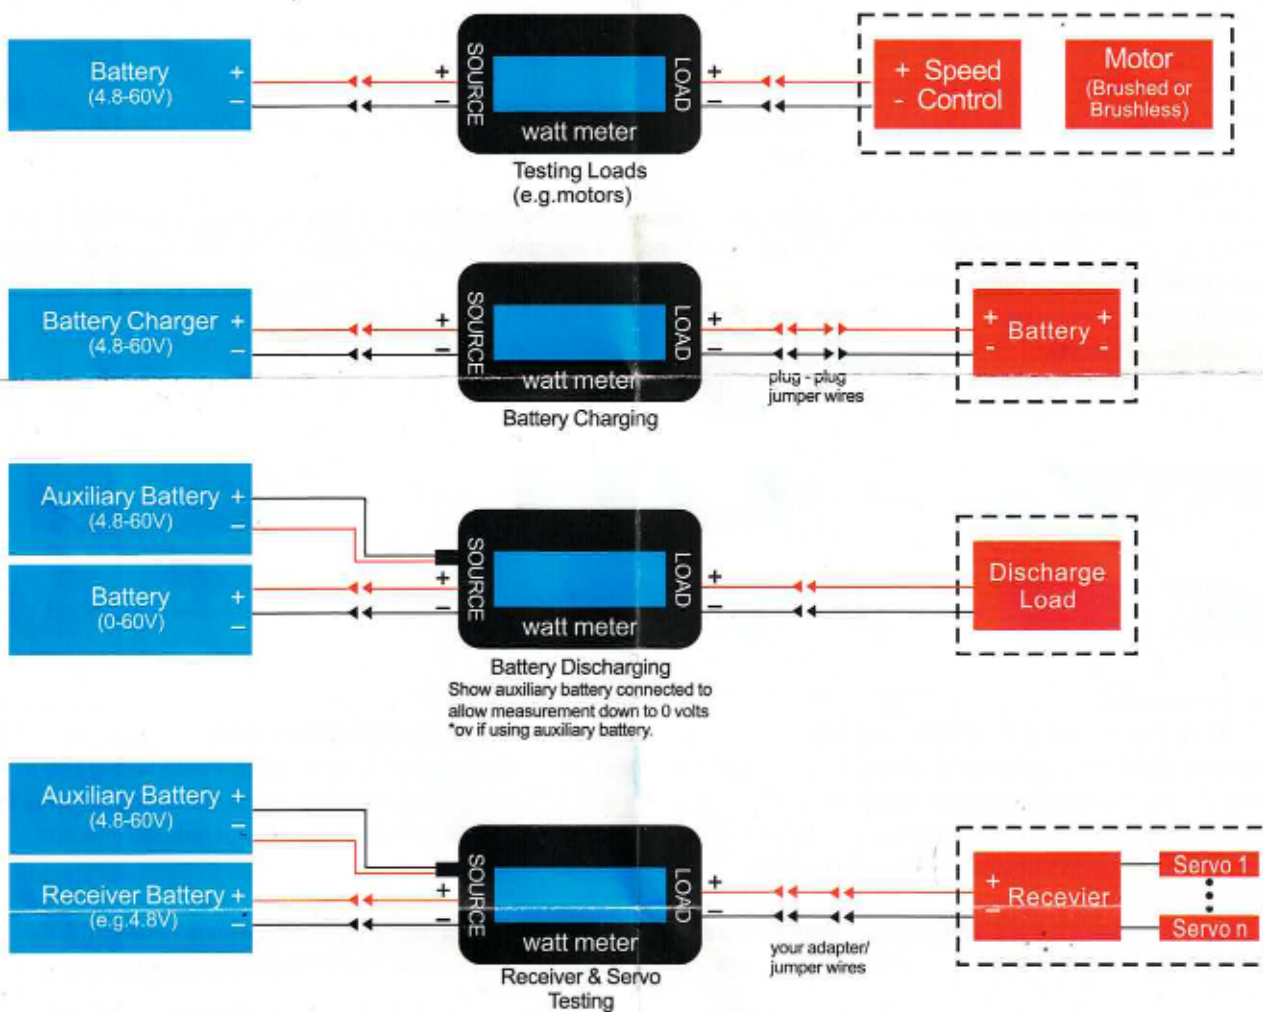 Battery
(4.8-60V)
+
−
+
−
SOURCE
LOAD
watt meter
+
−
+ Speed
- Control
Motor
(Brushed or
Brushless)
Testing Loads
(e.g.motors)
Battery Charger
(4.8-60V)
+
−
+
−
SOURCE
LOAD
watt meter
+
−
plug - plug
jumper wires
+ Battery +
- -
Battery Charging
Auxiliary Battery
(4.8-60V)
+
−
Battery
(0-60V)
+
−
+
−
SOURCE
LOAD
watt meter
+
−
Discharge
Load
Battery Discharging
Show auxiliary battery connected to
allow measurement down to 0 volts
*ov if using auxiliary battery.
Auxiliary Battery
(4.8-60V)
+
−
Receiver Battery
(e.g.4.8V)
+
−
+
−
SOURCE
LOAD
watt meter
+
−
your adapter/
jumper wires
+
−
Recevier
Servo 1
Servo n
Receiver & Servo
Testing